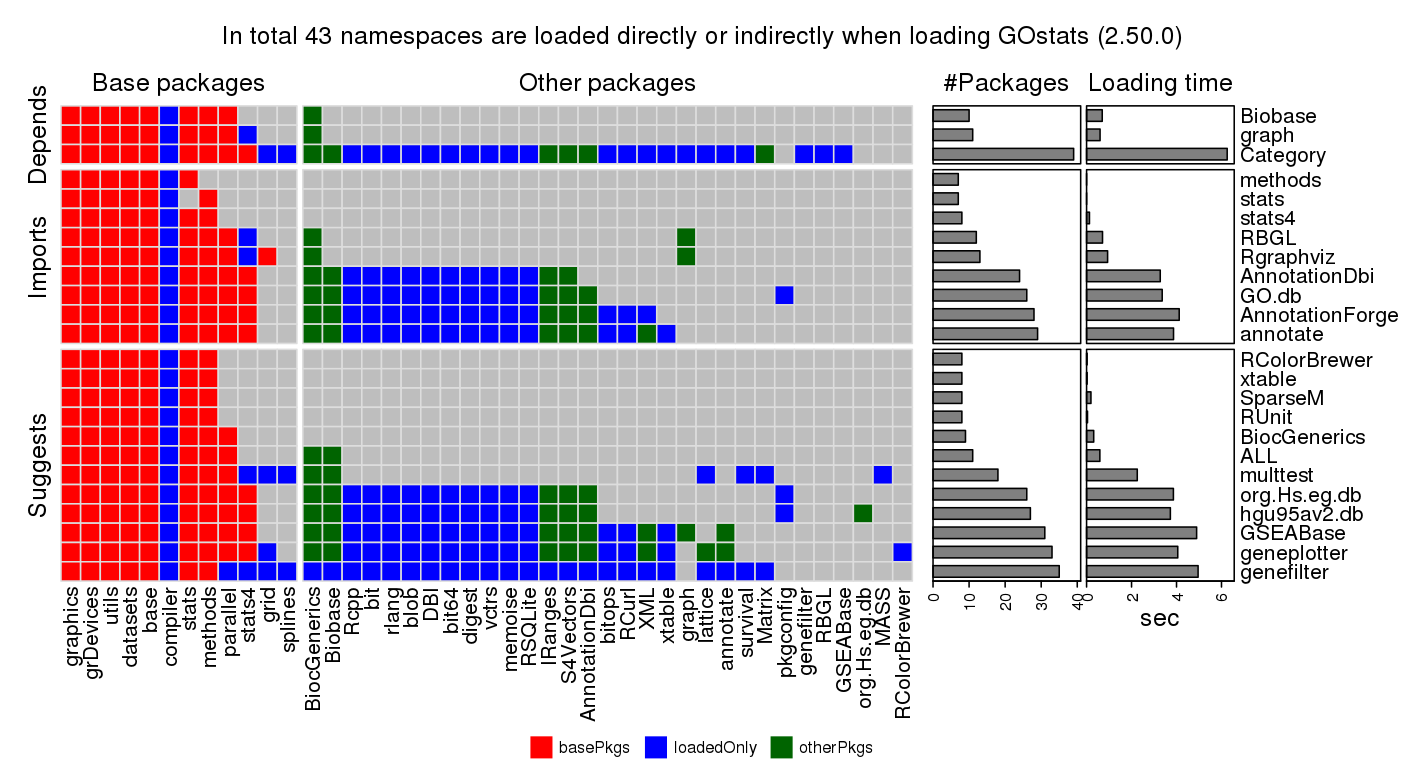 In total 43 namespaces are loaded directly or indirectly when loading GOstats (2.50.0)
Base packages
Other packages
#Packages
Loading time
Depends
Biobase
graph
Category
Imports
methods
stats
stats4
RBGL
Rgraphviz
AnnotationDbi
GO.db
AnnotationForge
annotate
Suggests
RColorBrewer
xtable
SparseM
RUnit
BiocGenerics
ALL
multtest
org.Hs.eg.db
hgu95av2.db
GSEABase
geneplotter
genefilter
graphics
grDevices
utils
datasets
base
compiler
stats
methods
parallel
stats4
grid
splines
BiocGenerics
Biobase
Rcpp
bit
rlang
blob
DBI
bit64
digest
vctrs
memoise
RSQLite
IRanges
S4Vectors
AnnotationDbi
bitops
RCurl
XML
xtable
graph
lattice
annotate
survival
Matrix
pkgconfig
genefilter
RBGL
GSEABase
org.Hs.eg.db
MASS
RColorBrewer
0
10
20
30
40
0
2
4
6
sec
basePkgs
loadedOnly
otherPkgs